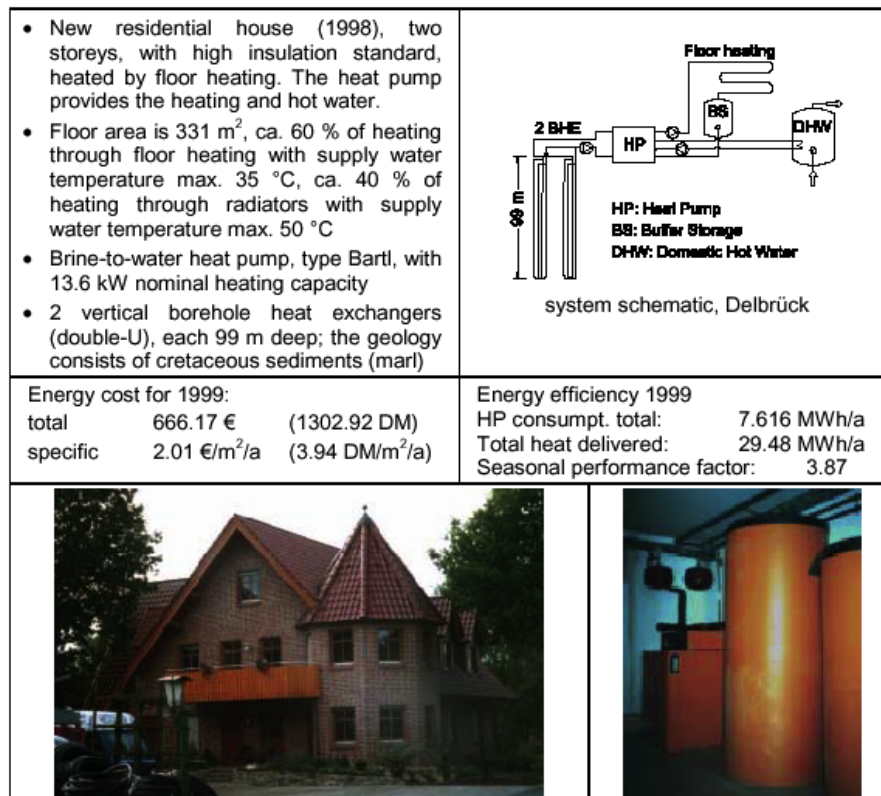 • New residential house (1998), two
storeys, with high insulation standard,
heated by floor heating. The heat pump
provides the heating and hot water.
• Floor area is 331 m², ca. 60 % of heating
through floor heating with supply water
temperature max. 35 °C, ca. 40 % of
heating through radiators with supply
water temperature max. 50 °C
• Brine-to-water heat pump, type Bartl, with
13.6 kW nominal heating capacity
• 2 vertical borehole heat exchangers
(double-U), each 99 m deep; the geology
consists of cretaceous sediments (marl)
Floor heating
BS
DHW
2 BHE
HP
99 m
HP: Heat Pump
BS: Buffer Storage
DHW: Domestic Hot Water
system schematic, Delbrück
Energy cost for 1999:
total 666.17 € (1302.92 DM)
specific 2.01 €/m²/a (3.94 DM/m²/a)
Energy efficiency 1999
HP consumpt. total: 7.616 MWh/a
Total heat delivered: 29.48 MWh/a
Seasonal performance factor: 3.87